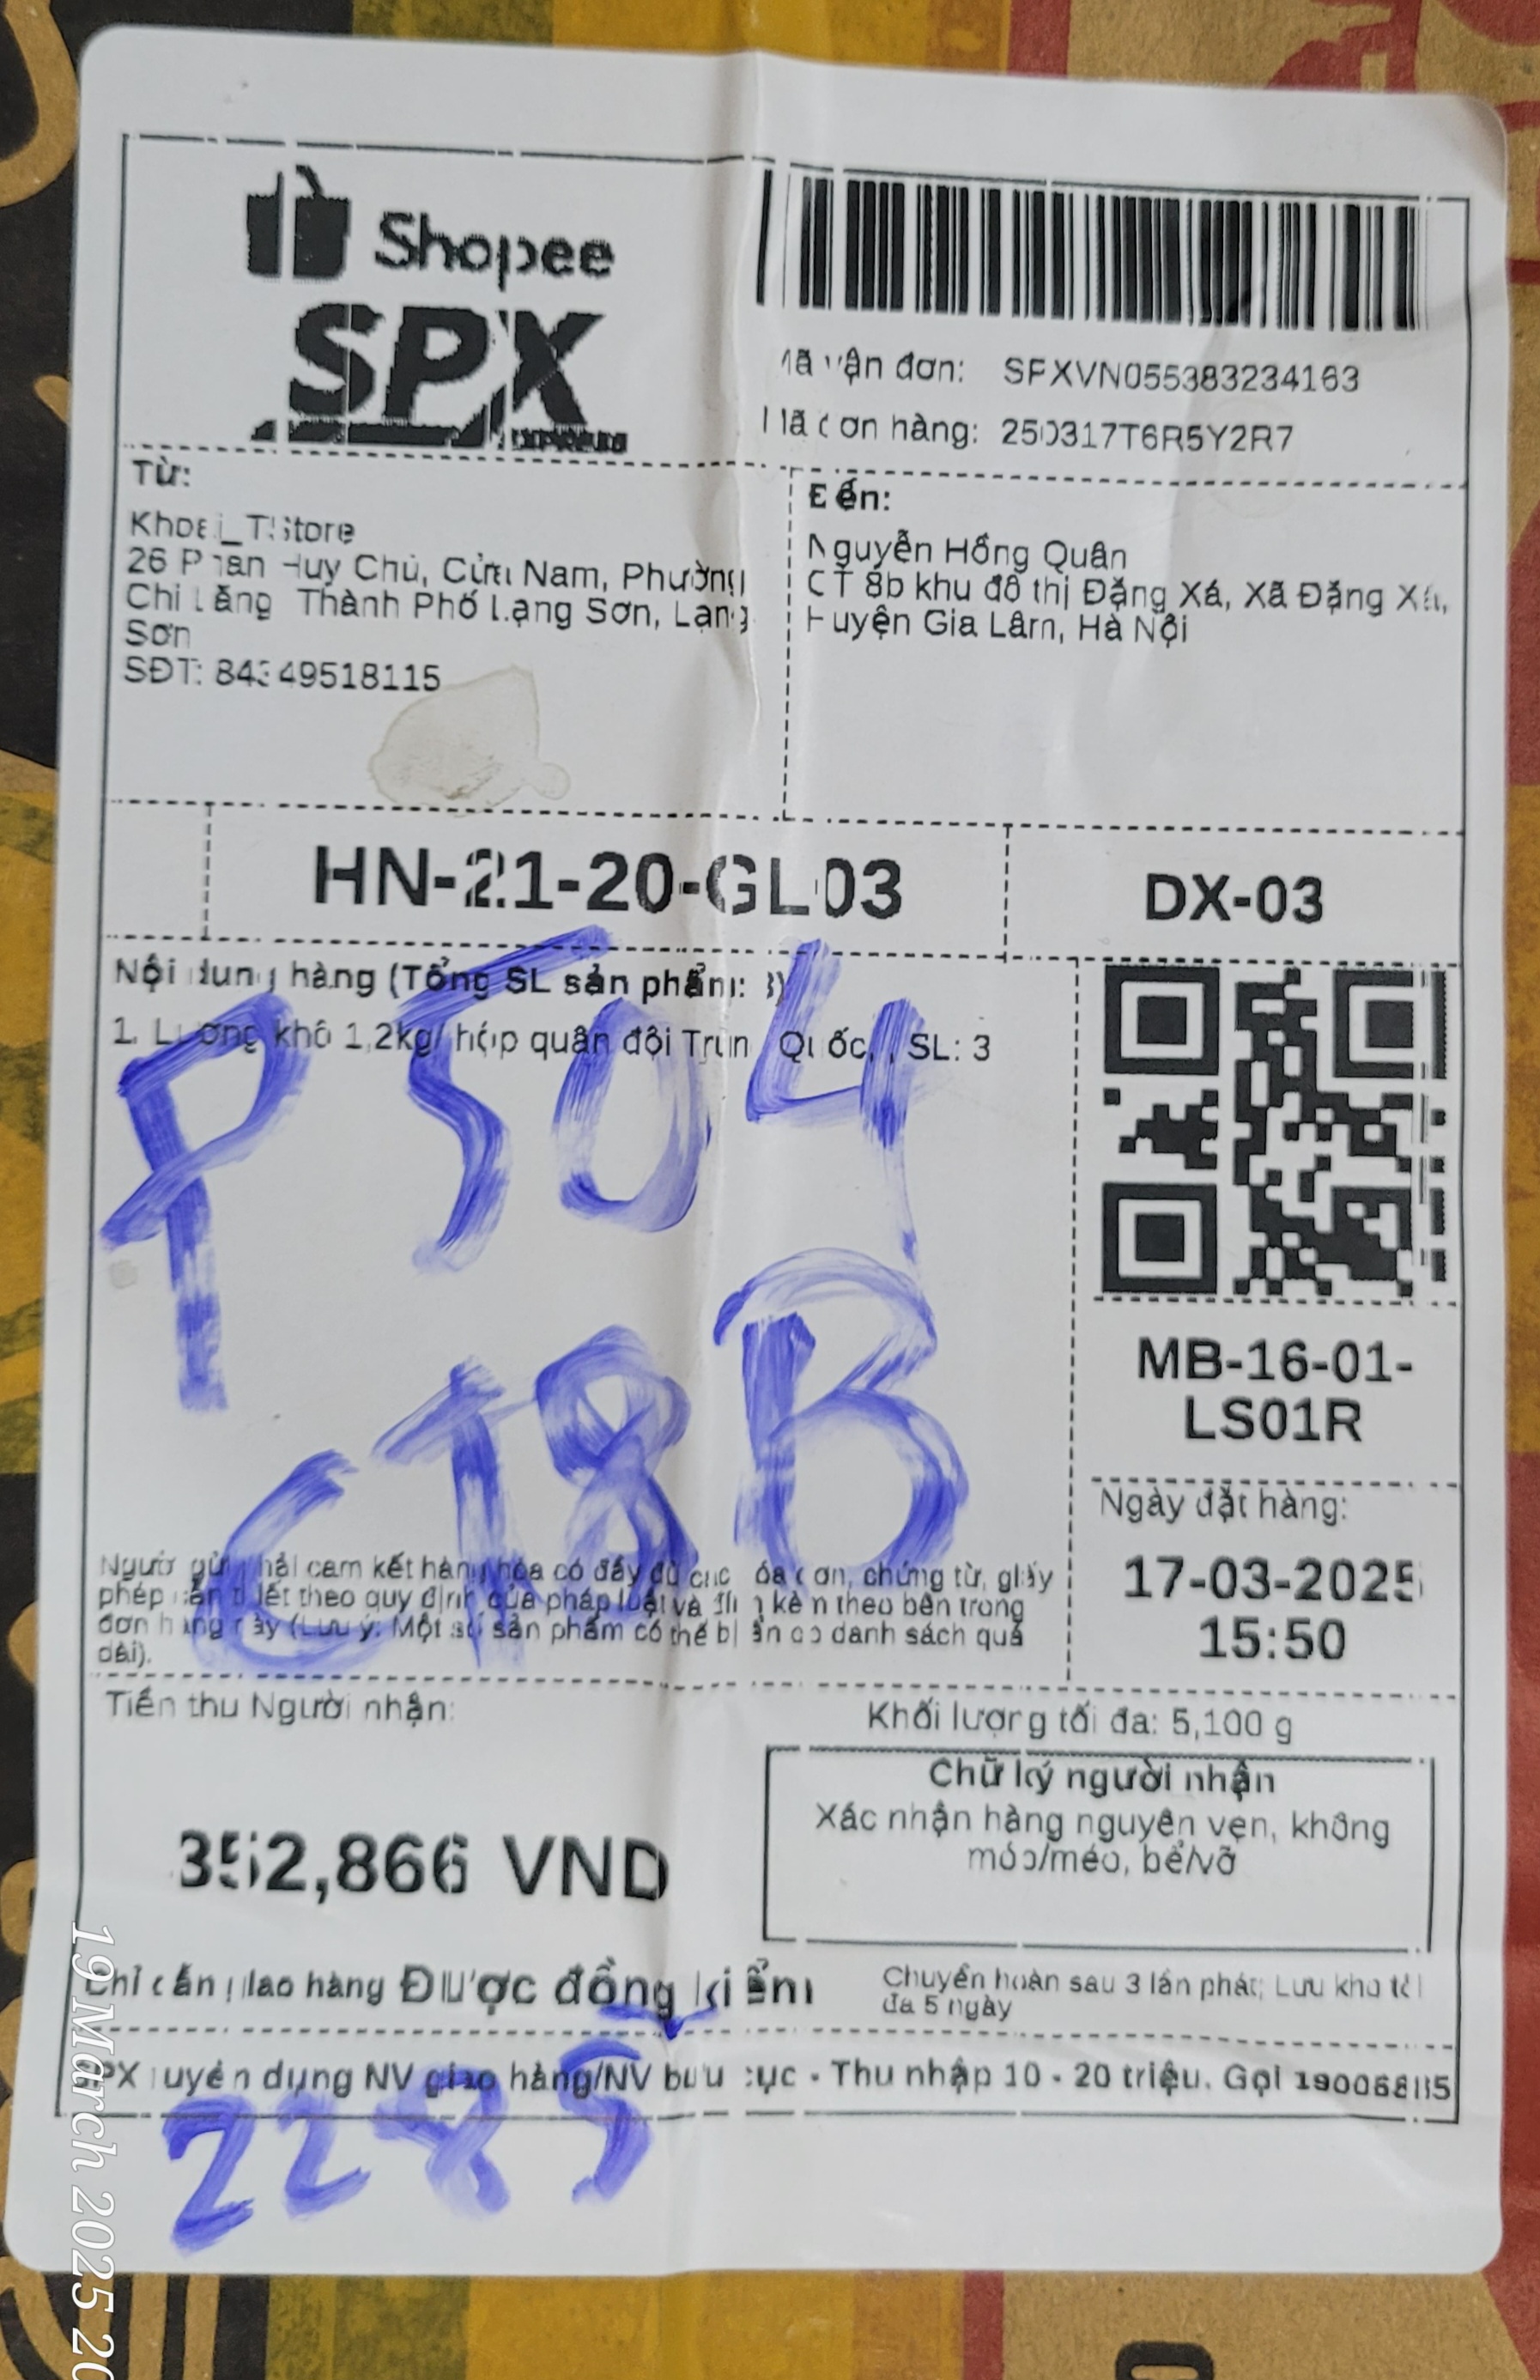 Shopee
SPX
EXPRESS
Mã vận đơn: SPXVN055383234163
Mã đơn hàng: 250317T6R5Y2R7
Từ:
Khoai_TStore
26 Phan Huy Chú, Cửa Nam, Phường
Chi Lăng, Thành Phố Lạng Sơn, Lạng
Sơn
SĐT: 84349518115
Đến:
Nguyễn Hồng Quân
CT 8b khu đô thị Đặng Xá, Xã Đặng Xá,
Huyện Gia Lâm, Hà Nội
HN-21-20-GL03
DX-03
Nội dung hàng (Tổng SL sản phẩm: 3)
1. Lương khô 1,2kg/ hộp quân đội Trung Quốc, , SL: 3
P 504
CT8B
MB-16-01-
LS01R
Ngày đặt hàng:
17-03-2025
15:50
Người gửi phải cam kết hàng hóa có đầy đủ các hóa đơn, chứng từ, giấy
phép cần thiết theo quy định của pháp luật và đính kèm theo bên trong
đơn hàng này (Lưu ý: Một số sản phẩm có thể bị ẩn do danh sách quá
dài).
Tiền thu Người nhận:
352,866 VND
Khối lượng tối đa: 5,100 g
Chữ ký người nhận
Xác nhận hàng nguyên vẹn, không
móp/méo, bể/vỡ
Chỉ dẫn giao hàng Được đồng kiểm
Chuyển hoàn sau 3 lần phát; Lưu kho tối
đa 5 ngày
SPX tuyển dụng NV giao hàng/NV bưu cục - Thu nhập 10 - 20 triệu. Gọi
19 March 2025